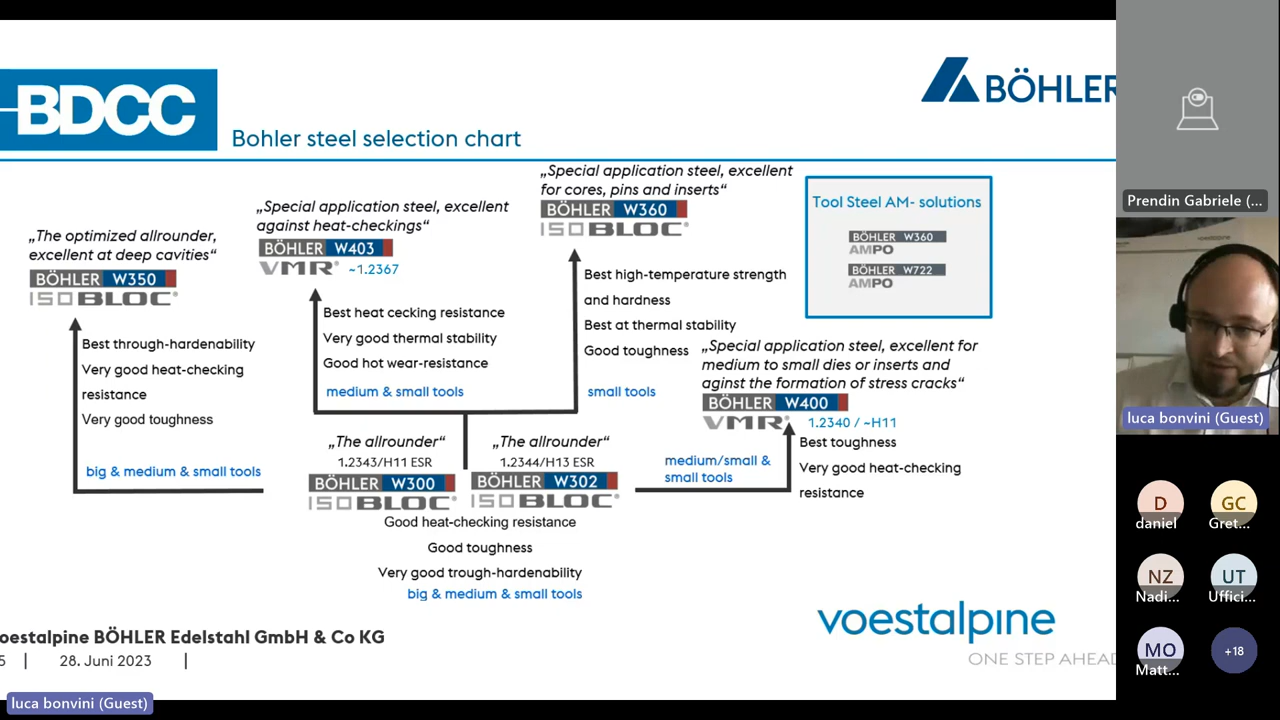 BDCC
BÖHLER
Bohler steel selection chart
„The optimized allrounder,
excellent at deep cavities“
BÖHLER W350
ISOBLOC®
Best through-hardenability
Very good heat-checking
resistance
Very good toughness
big & medium & small tools
„Special application steel, excellent
against heat-checkings“
BÖHLER W403
VMR® ~1.2367
Best heat cecking resistance
Very good thermal stability
Good hot wear-resistance
medium & small tools
„Special application steel, excellent
for cores, pins and inserts“
BÖHLER W360
ISOBLOC®
Best high-temperature strength
and hardness
Best at thermal stability
Good toughness
small tools
Tool Steel AM- solutions
BÖHLER W360
AMPO
BÖHLER W722
AMPO
„Special application steel, excellent for
medium to small dies or inserts and
aginst the formation of stress cracks“
BÖHLER W400
VMR® 1.2340 / ~H11
Best toughness
Very good heat-checking
resistance
medium/small &
small tools
„The allrounder“
1.2343/H11 ESR
BÖHLER W300
ISOBLOC®
„The allrounder“
1.2344/H13 ESR
BÖHLER W302
ISOBLOC®
Good heat-checking resistance
Good toughness
Very good trough-hardenability
big & medium & small tools
oestalpine BÖHLER Edelstahl GmbH & Co KG
5 | 28. Juni 2023 |
voestalpine
ONE STEP AHEA
luca bonvini (Guest)
Prendin Gabriele (...
luca bonvini (Guest)
D
daniel
GC
Gret...
NZ
Nadi...
UT
Uffici...
MO
Matt...
+18